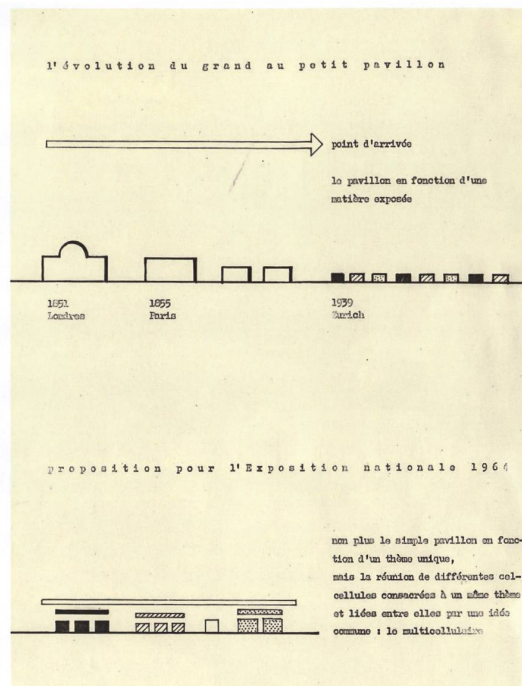 l'évolution du grand au petit pavillon
point d'arrivée
le pavillon en fonction d'une
matière exposée
1851
Londres
1855
Paris
1939
Zurich
proposition pour l'Exposition nationale 1964
non plus le simple pavillon en fonc-
tion d'un thème unique,
mais la réunion de différentes cel-
cellules consacrées à un même thème
et liées entre elles par une idée
commune : le multicellulaire